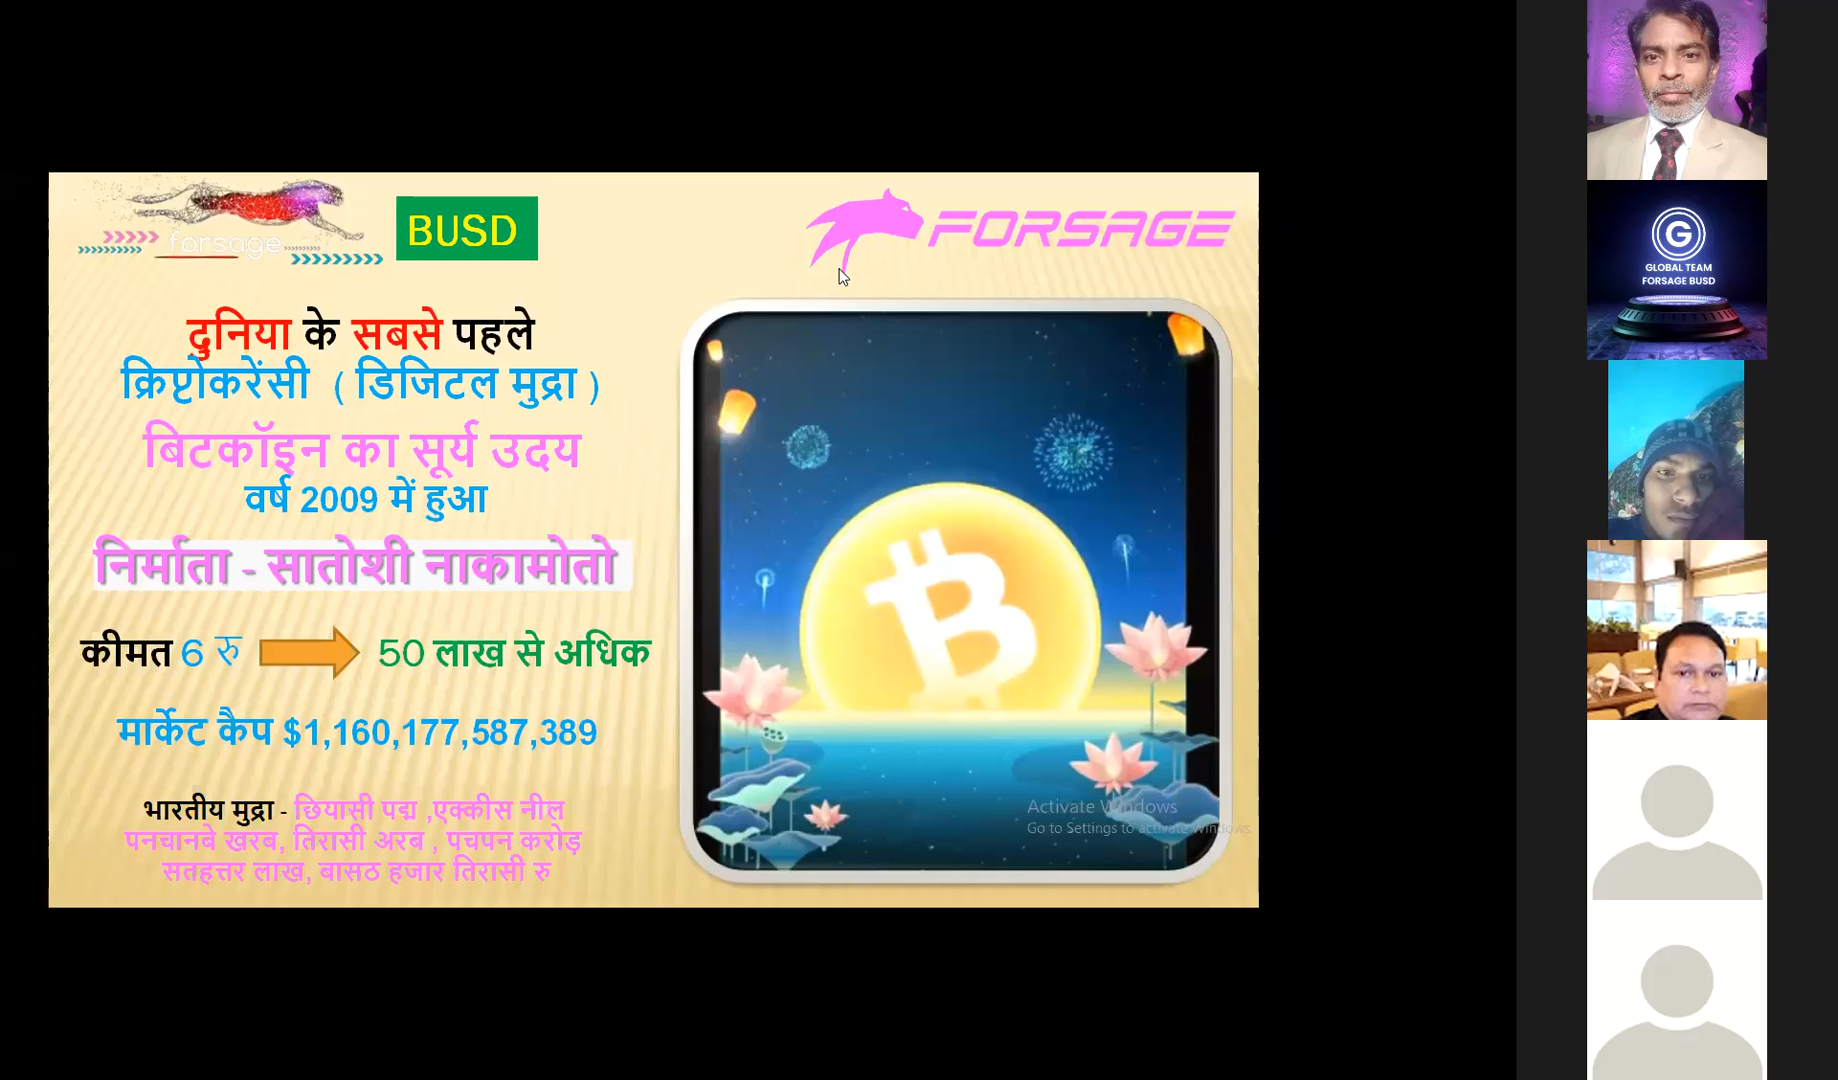 forsage
BUSD
FORSAGE
दुनिया के सबसे पहले
क्रिप्टोकरेंसी ( डिजिटल मुद्रा )
बिटकॉइन का सूर्य उदय
वर्ष 2009 में हुआ
निर्माता - सातोशी नाकामोतो
कीमत 6 रु 50 लाख से अधिक
मार्केट कैप $1,160,177,587,389
भारतीय मुद्रा - छियासी पद्म ,एक्कीस नील
पनचानबे खरब, तिरासी अरब , पचपन करोड़
सतहत्तर लाख, बासठ हजार तिरासी रु
Activate Windows
Go to Settings to activate Windows.
G
GLOBAL TEAM
FORSAGE BUSD